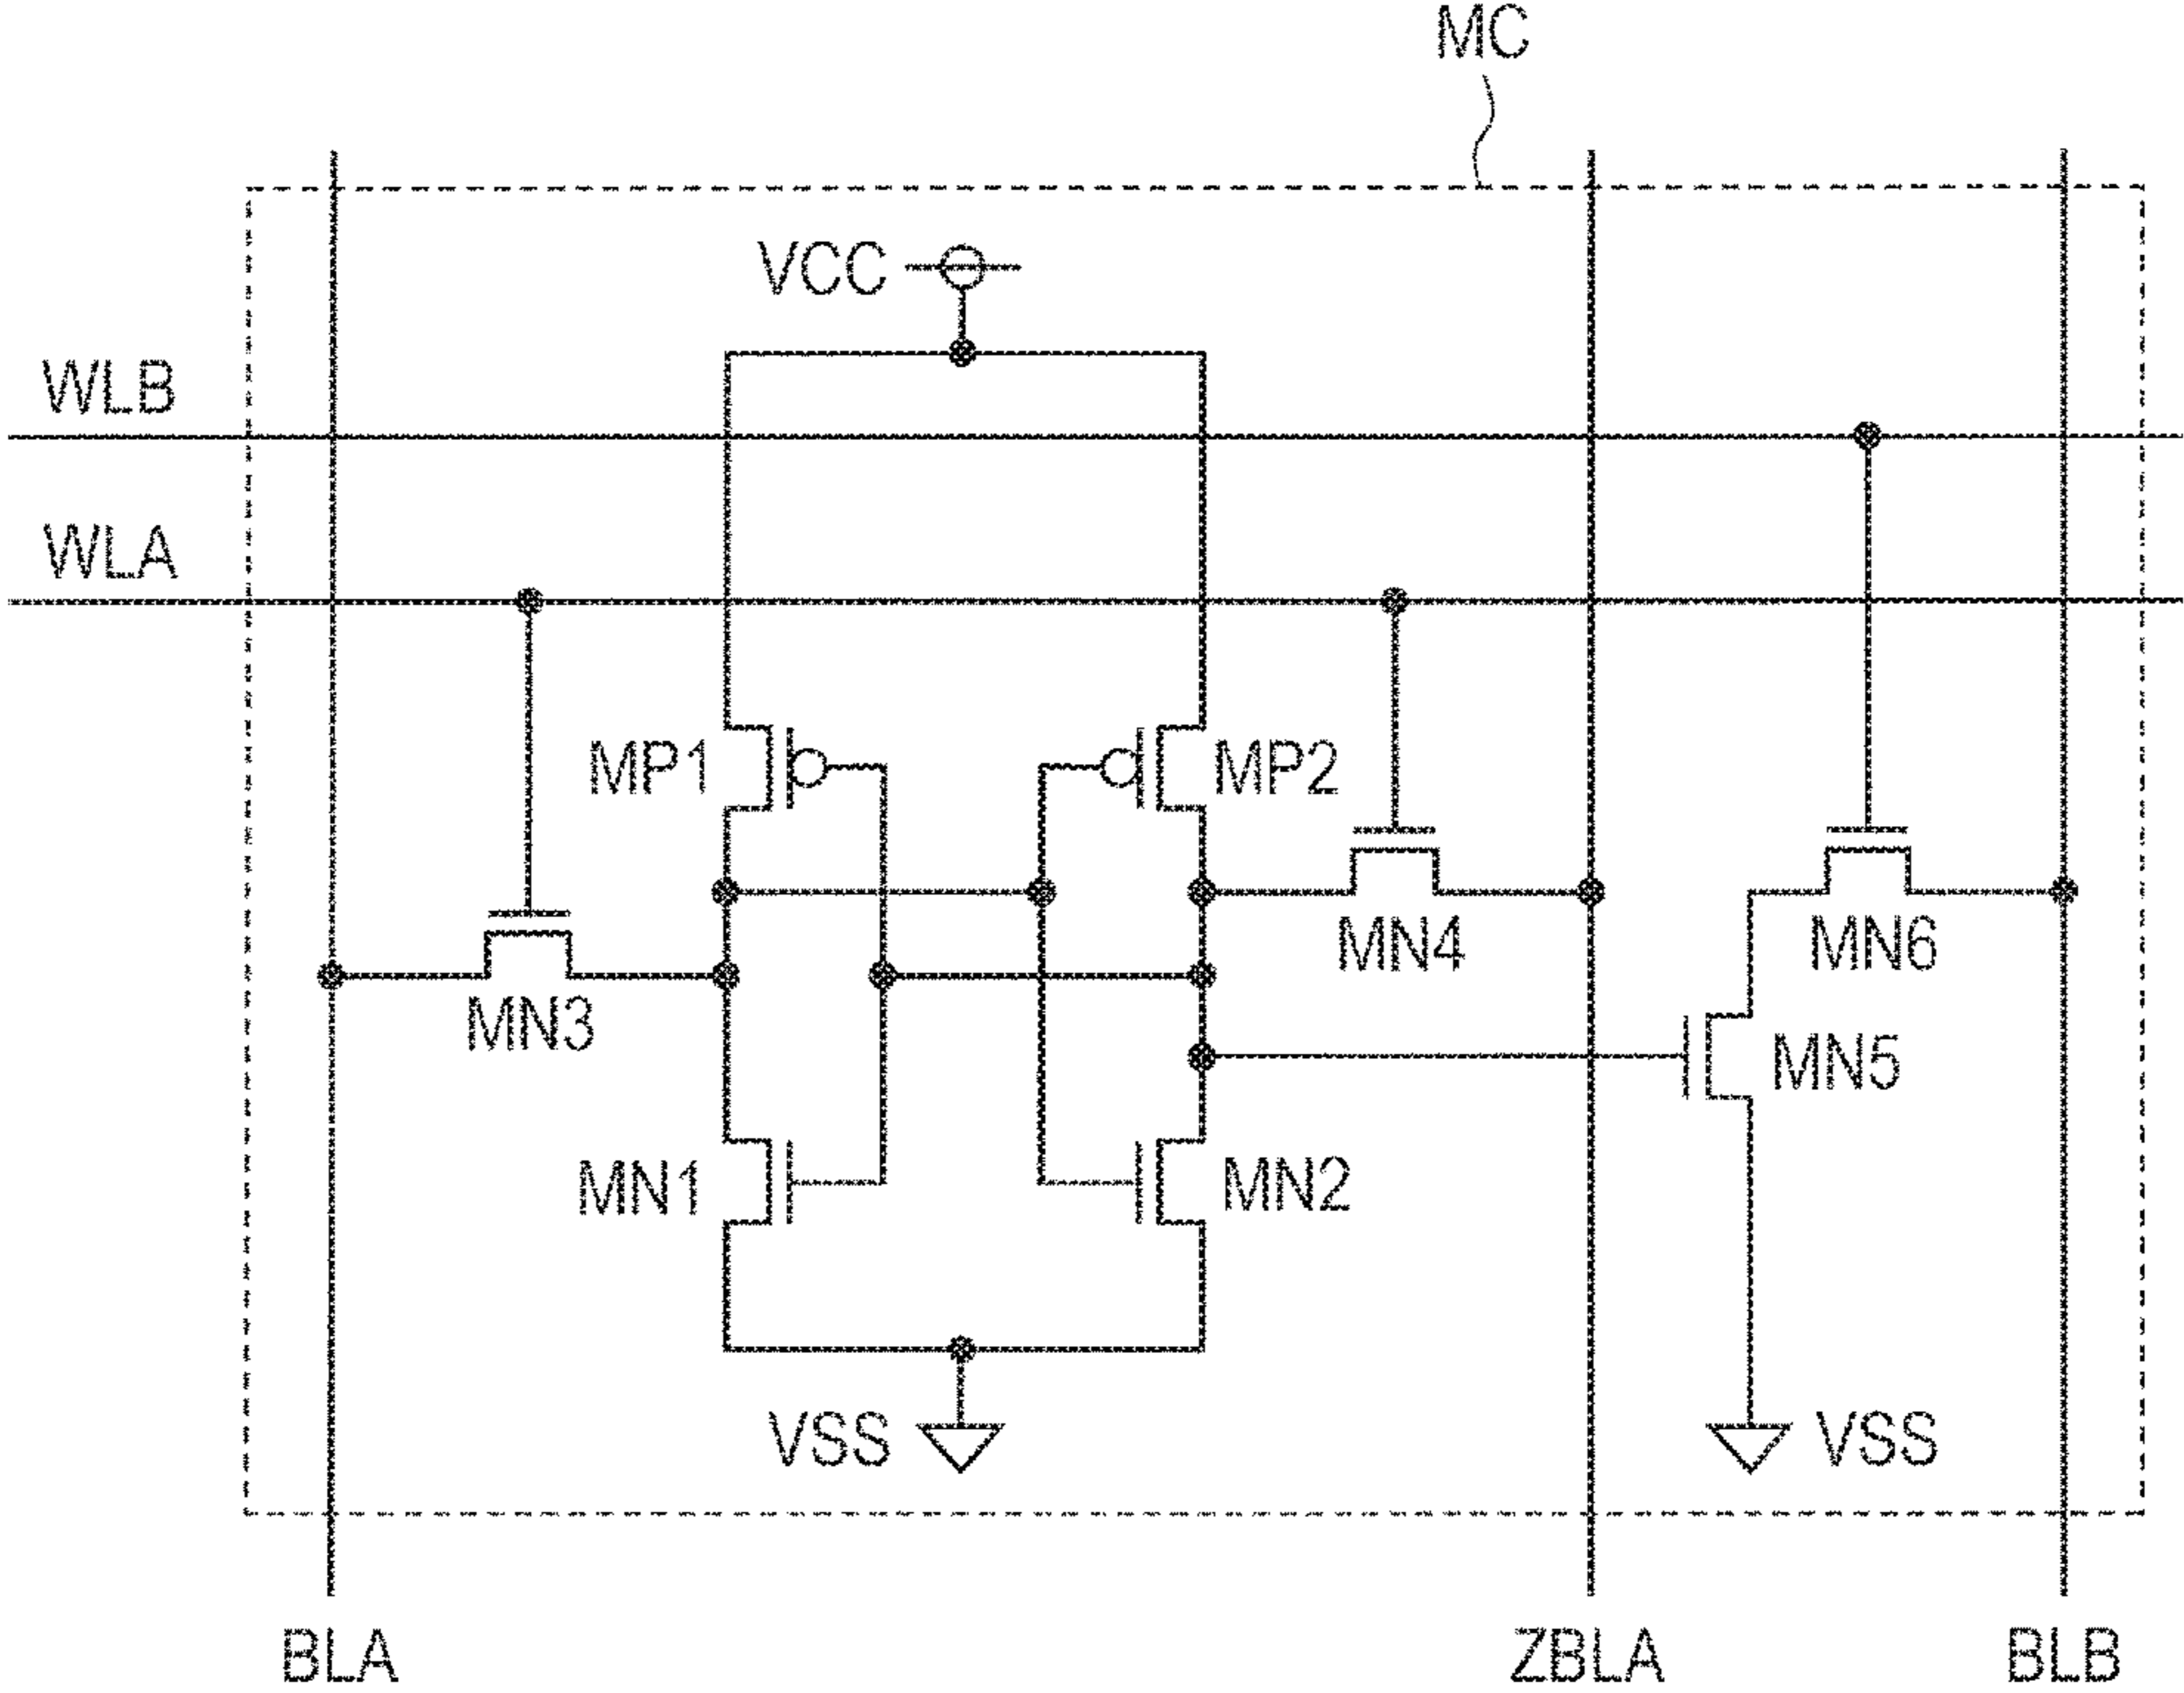 MC
VCC
WLB
WLA
MP1
MP2
MN4
MN6
MN3
MN5
MN1
MN2
VSS
VSS
BLA
ZBLA
BLB